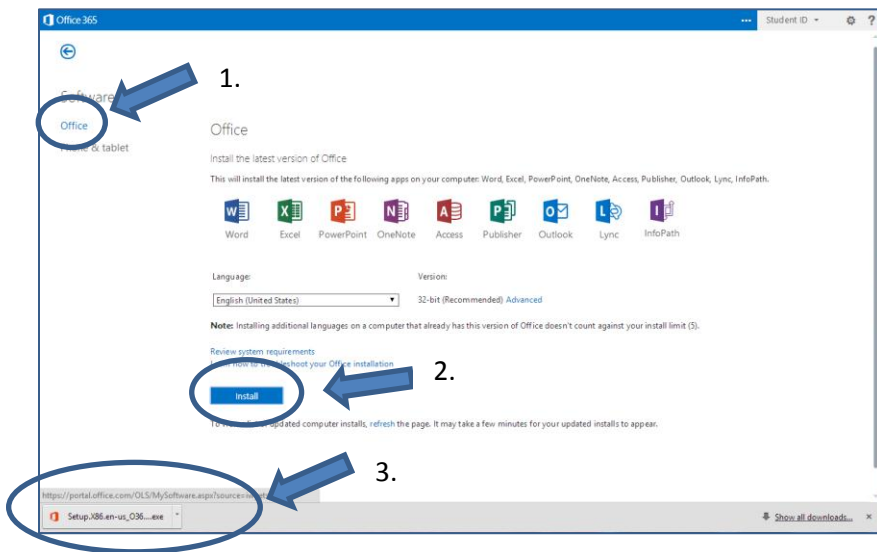 Office 365
... Student ID ?
1.
Software
Office
& tablet
Office
Install the latest version of Office
This will install the latest version of the following apps on your computer: Word, Excel, PowerPoint, OneNote, Access, Publisher, Outlook, Lync, InfoPath.
Word Excel PowerPoint OneNote Access Publisher Outlook Lync InfoPath
Language: Version:
English (United States) 32-bit (Recommended) Advanced
Note: Installing additional languages on a computer that already has this version of Office doesn't count against your install limit (5).
Review system requirements
how to troubleshoot your Office installation
2.
Install
updated computer installs, refresh the page. It may take a few minutes for your updated installs to appear.
3.
https://portal.office.com/OLS/MySoftware.aspx?source=
Setup.X86.en-us_O36....exe Show all downloads... ×